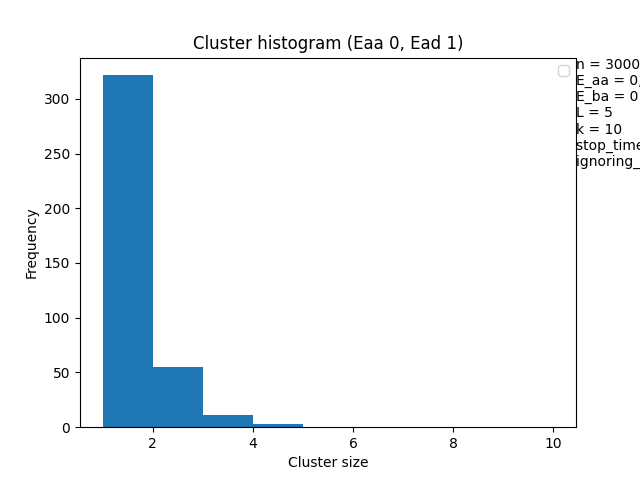 Cluster histogram (Eaa 0, Ead 1)
n = 3000
E_aa = 0,
E_ba = 0
L = 5
k = 10
stop_time
ignoring_
300
250
200
150
100
50
0
Frequency
2 4 6 8 10
Cluster size